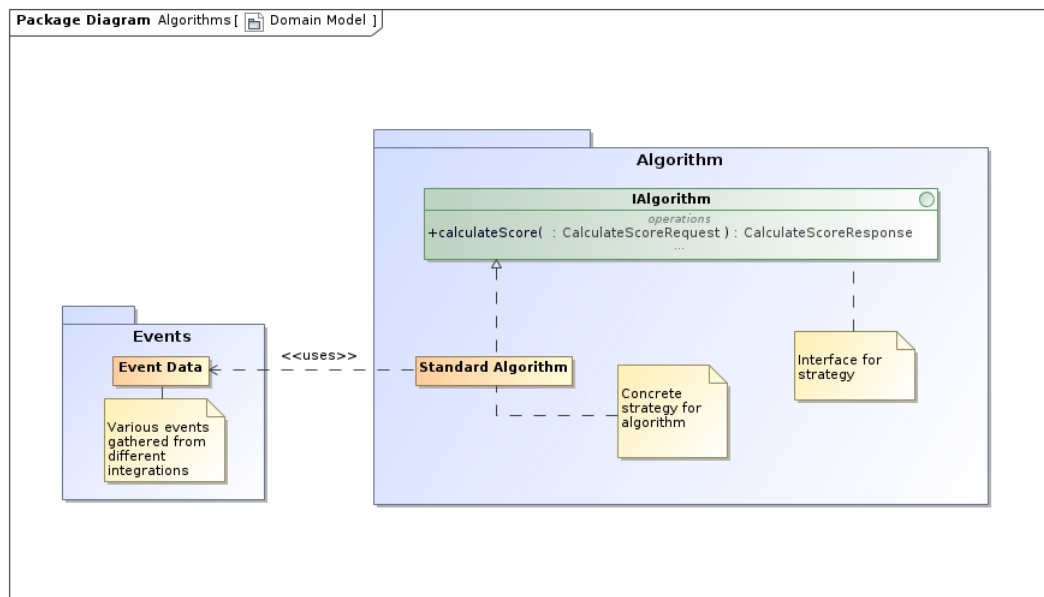 Package Diagram Algorithms [ Domain Model ]
Algorithm
IAlgorithm
operations
+calculateScore( : CalculateScoreRequest ) : CalculateScoreResponse
...
Events
Event Data
<<uses>>
Standard Algorithm
Interface for
strategy
Concrete
strategy for
algorithm
Various events
gathered from
different
integrations